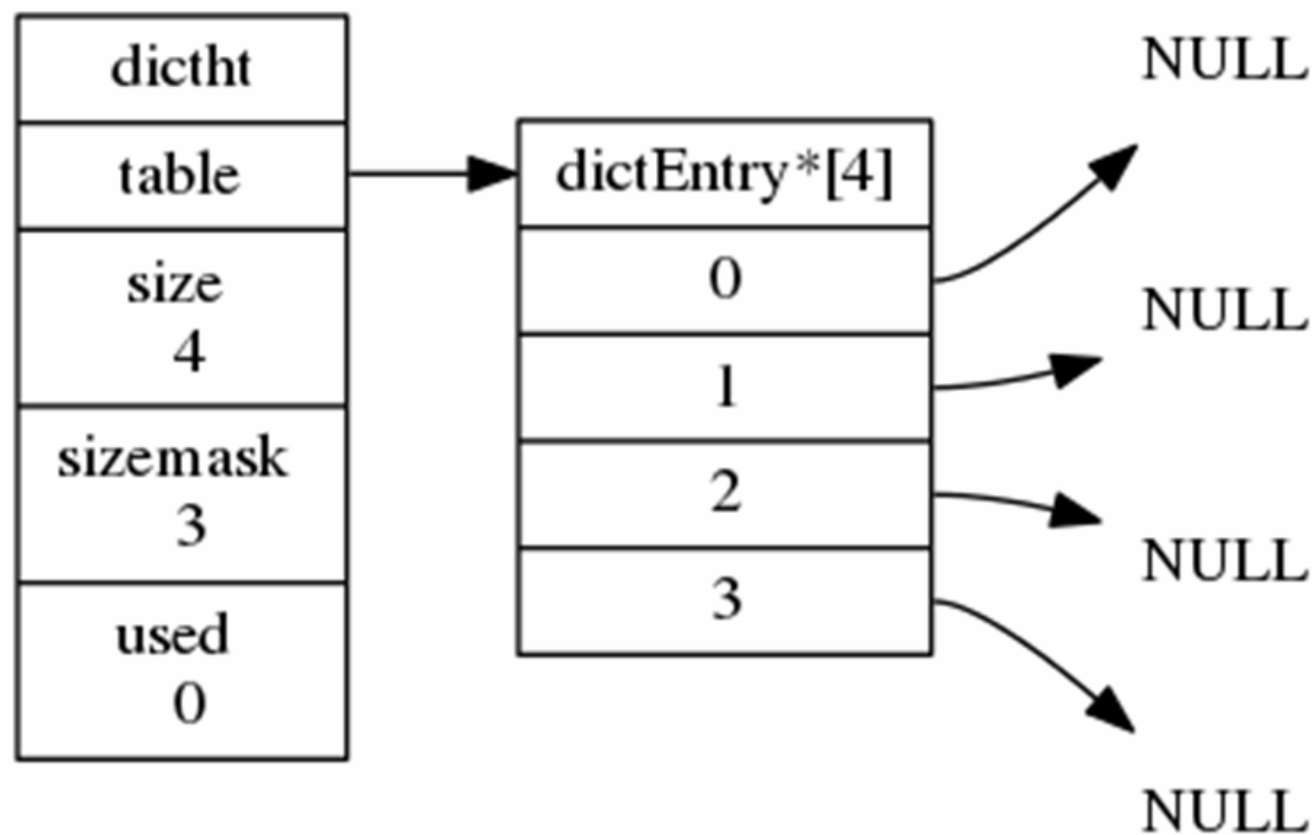 dictht
table
size
4
sizemask
3
used
0
dictEntry*[4]
0
1
2
3
NULL
NULL
NULL
NULL